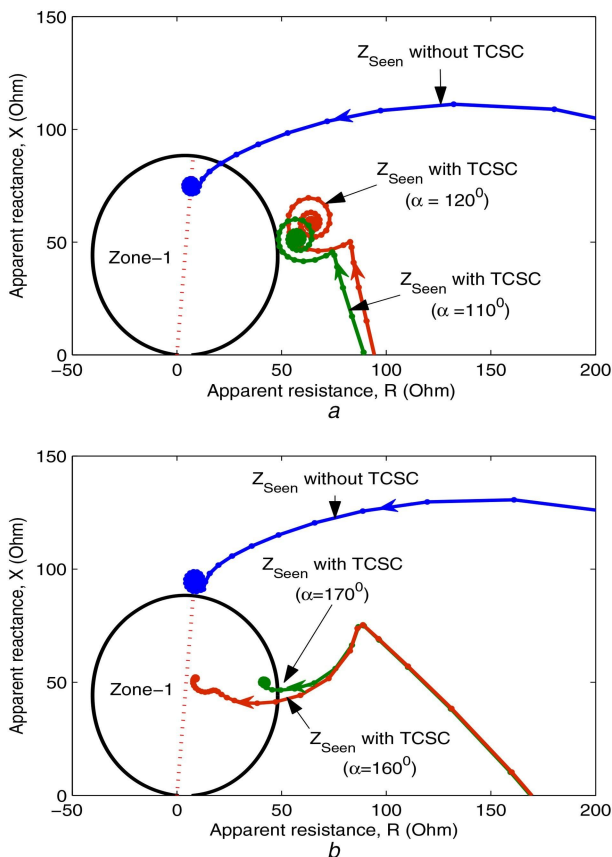 150
100
50
0
−50
0
50
100
150
200
Apparent reactance, X (Ohm)
Apparent resistance, R (Ohm)
Z_Seen without TCSC
Z_Seen with TCSC
(α = 120⁰)
Z_Seen with TCSC
(α =110⁰)
Zone−1
a
150
100
50
0
−50
0
50
100
150
200
Apparent reactance, X (Ohm)
Apparent resistance, R (Ohm)
Z_Seen without TCSC
Z_Seen with TCSC
(α=170⁰)
Zone−1
Z_Seen with TCSC
(α=160⁰)
b